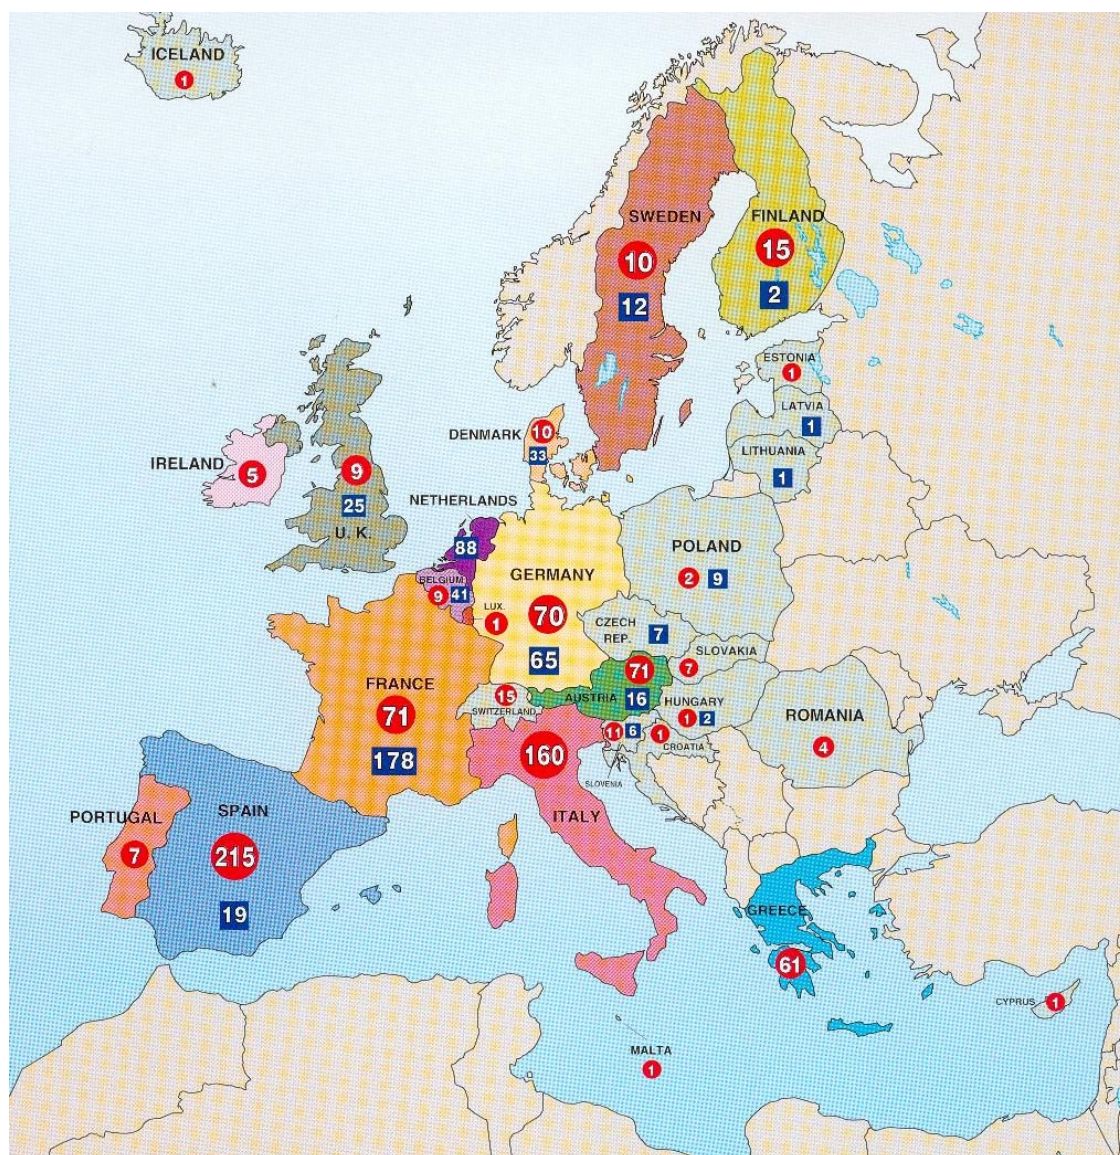 ICELAND
1
SWEDEN
10
12
FINLAND
15
2
ESTONIA
1
LATVIA
1
LITHUANIA
1
DENMARK
10
33
IRELAND
5
9
25
U. K.
NETHERLANDS
88
BELGIUM
9
41
LUX.
1
GERMANY
70
65
POLAND
2
9
CZECH
REP.
7
SLOVAKIA
7
FRANCE
71
178
SWITZERLAND
15
AUSTRIA
71
16
HUNGARY
1
2
ROMANIA
4
11
6
SLOVENIA
1
CROATIA
160
ITALY
PORTUGAL
7
SPAIN
215
19
GREECE
61
CYPRUS
1
MALTA
1